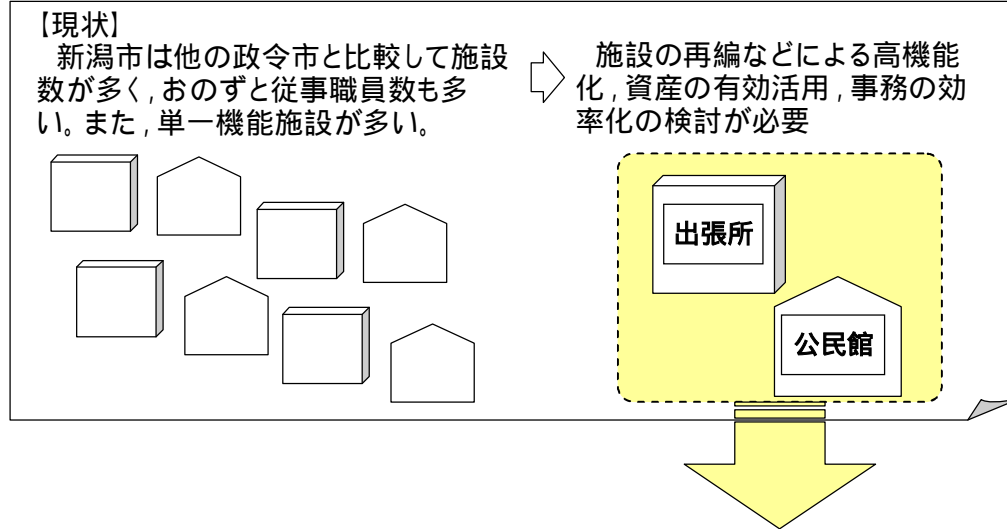 【現状】
新潟市は他の政令市と比較して施設
数が多く，おのずと従事職員数も多
い。また，単一機能施設が多い。
施設の再編などによる高機能
化，資産の有効活用，事務の効
率化の検討が必要
出張所
公民館